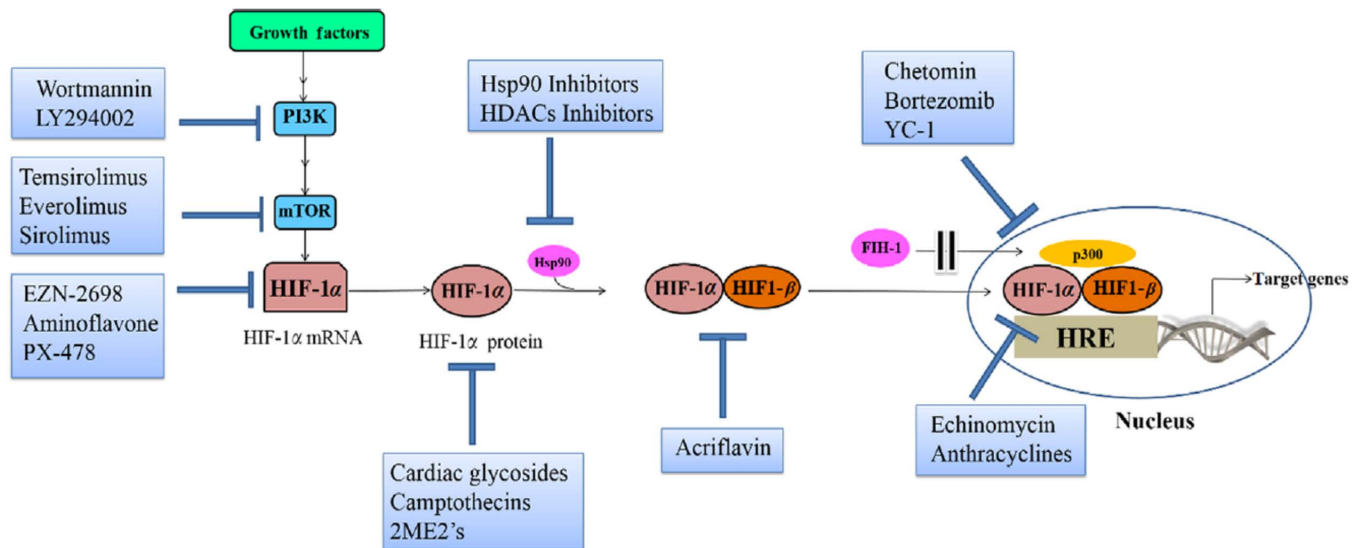 Growth factors
Wortmannin
LY294002
PI3K
Temsirolimus
Everolimus
Sirolimus
mTOR
EZN-2698
Aminoflavone
PX-478
HIF-1α
HIF-1α mRNA
Hsp90 Inhibitors
HDACs Inhibitors
Hsp90
HIF-1α
HIF-1α protein
Cardiac glycosides
Camptothecins
2ME2's
HIF-1α
HIF1-β
Acriflavin
Chetomin
Bortezomib
YC-1
FIH-1
p300
HIF-1α
HIF1-β
HRE
Target genes
Nucleus
Echinomycin
Anthracyclines